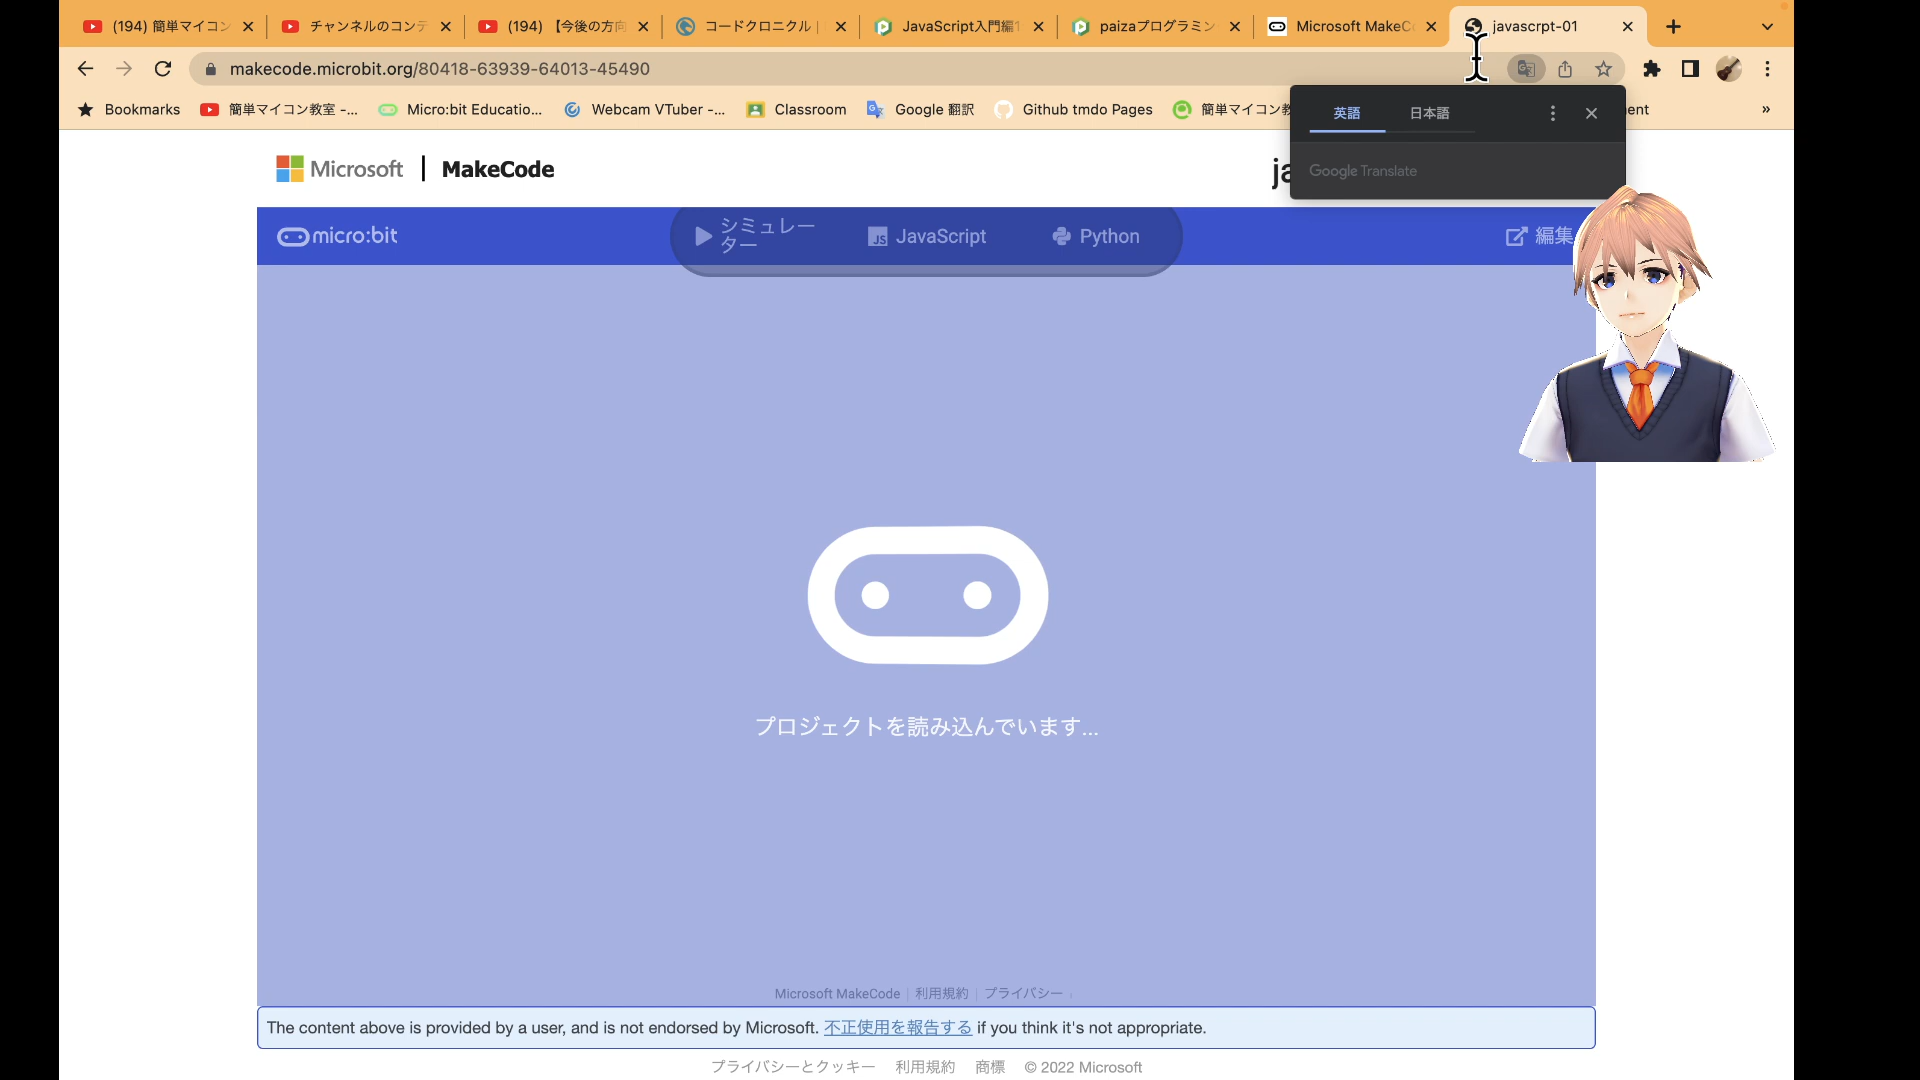 (194) 簡単マイコン
チャンネルのコンテ
(194) 【今後の方向
コードクロニクル |
JavaScript入門編1
paizaプログラミン
Microsoft MakeCo
javascrpt-01
makecode.microbit.org/80418-63939-64013-45490
Bookmarks
簡単マイコン教室 -...
Micro:bit Educatio...
Webcam VTuber -...
Classroom
Google 翻訳
Github tmdo Pages
簡単マイコン教
ent
»
英語
日本語
Google Translate
Microsoft | MakeCode
ja
micro:bit
シミュレー
ター
JavaScript
Python
編集
プロジェクトを読み込んでいます...
Microsoft MakeCode | 利用規約 | プライバシー
The content above is provided by a user, and is not endorsed by Microsoft. 不正使用を報告する if you think it's not appropriate.
プライバシーとクッキー 利用規約 商標 © 2022 Microsoft